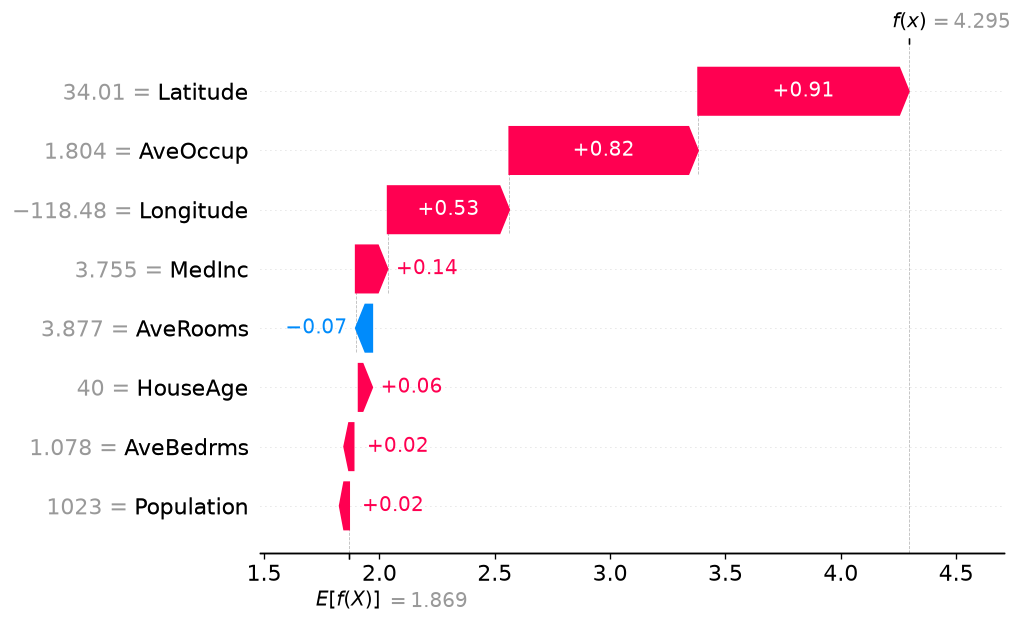 f(x) = 4.295
34.01 = Latitude +0.91
1.804 = AveOccup +0.82
−118.48 = Longitude +0.53
3.755 = MedInc +0.14
3.877 = AveRooms −0.07
40 = HouseAge +0.06
1.078 = AveBedrms +0.02
1023 = Population +0.02
1.5 2.0 2.5 3.0 3.5 4.0 4.5
E[f(X)] = 1.869